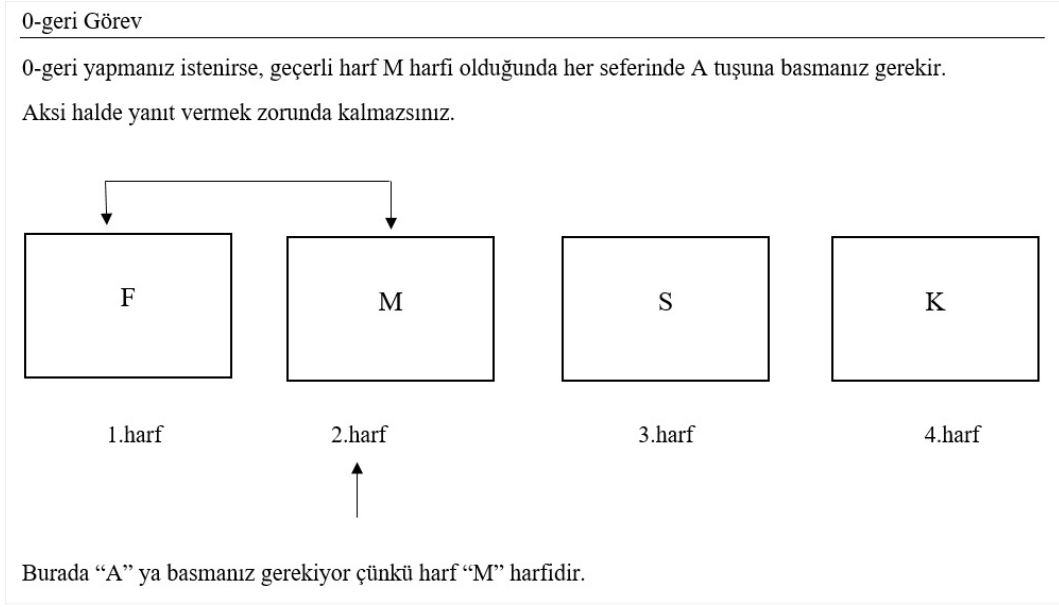 0-geri Görev
0-geri yapmanız istenirse, geçerli harf M harfi olduğunda her seferinde A tuşuna basmanız gerekir.
Aksi halde yanıt vermek zorunda kalmazsınız.
F M S K
1.harf 2.harf 3.harf 4.harf
Burada “A” ya basmanız gerekiyor çünkü harf “M” harfidir.